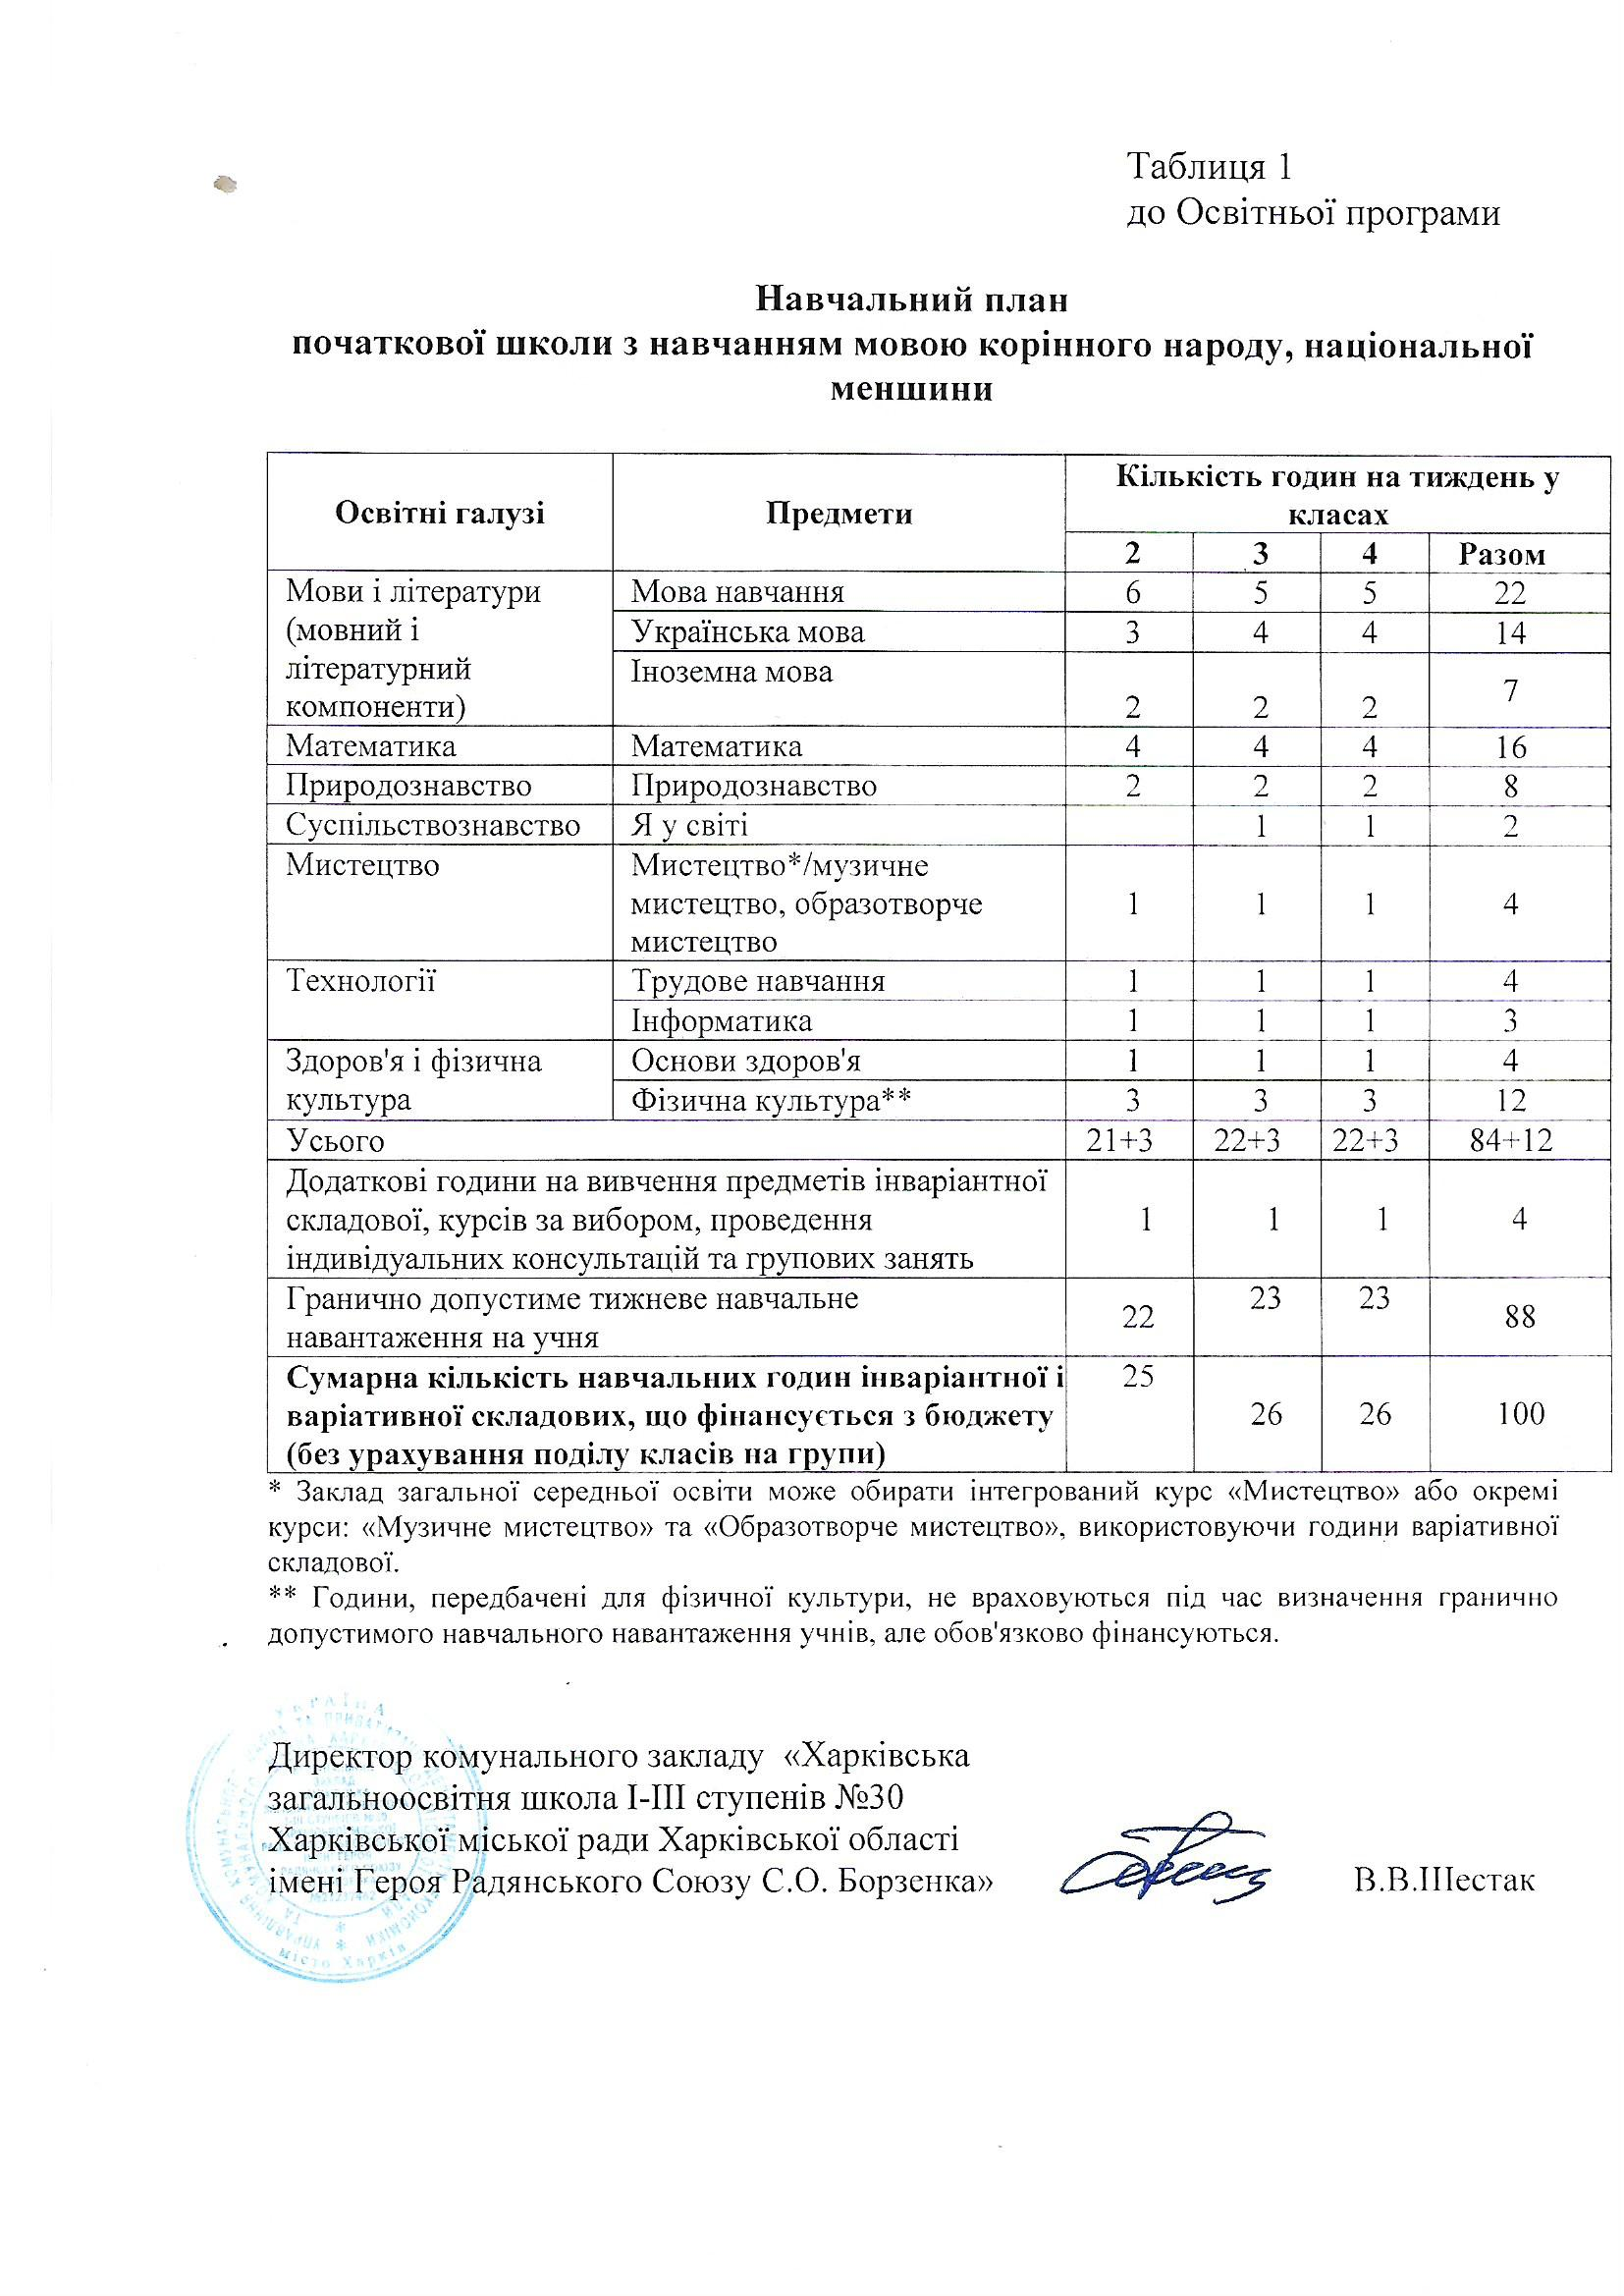 Таблиця 1
до Освітньої програми
Навчальний план
початкової школи з навчанням мовою корінного народу, національної
меншини
Освітні галузі Предмети Кількість годин на тиждень у
класах
2 3 4 Разом
Мови і літератури
(мовний і
літературний
компоненти)
Мова навчання 6 5 5 22
Українська мова 3 4 4 14
Іноземна мова 2 2 2 7
Математика Математика 4 4 4 16
Природознавство Природознавство 2 2 2 8
Суспільствознавство Я у світі 1 1 2
Мистецтво Мистецтво*/музичне
мистецтво, образотворче
мистецтво
1 1 1 4
Технології Трудове навчання 1 1 1 4
Інформатика 1 1 1 3
Здоров'я і фізична
культура
Основи здоров'я 1 1 1 4
Фізична культура** 3 3 3 12
Усього 21+3 22+3 22+3 84+12
Додаткові години на вивчення предметів інваріантної
складової, курсів за вибором, проведення
індивідуальних консультацій та групових занять
1 1 1 4
Гранично допустиме тижневе навчальне
навантаження на учня
22 23 23 88
Сумарна кількість навчальних годин інваріантної і
варіативної складових, що фінансується з бюджету
(без урахування поділу класів на групи)
25 26 26 100
* Заклад загальної середньої освіти може обирати інтегрований курс «Мистецтво» або окремі
курси: «Музичне мистецтво» та «Образотворче мистецтво», використовуючи години варіативної
складової.
** Години, передбачені для фізичної культури, не враховуються під час визначення гранично
допустимого навчального навантаження учнів, але обов'язково фінансуються.
Директор комунального закладу «Харківська
загальноосвітня школа І-ІІІ ступенів №30
Харківської міської ради Харківської області
імені Героя Радянського Союзу С.О. Борзенка»
В.В.Шестак
УКРАЇНА
місто Харків